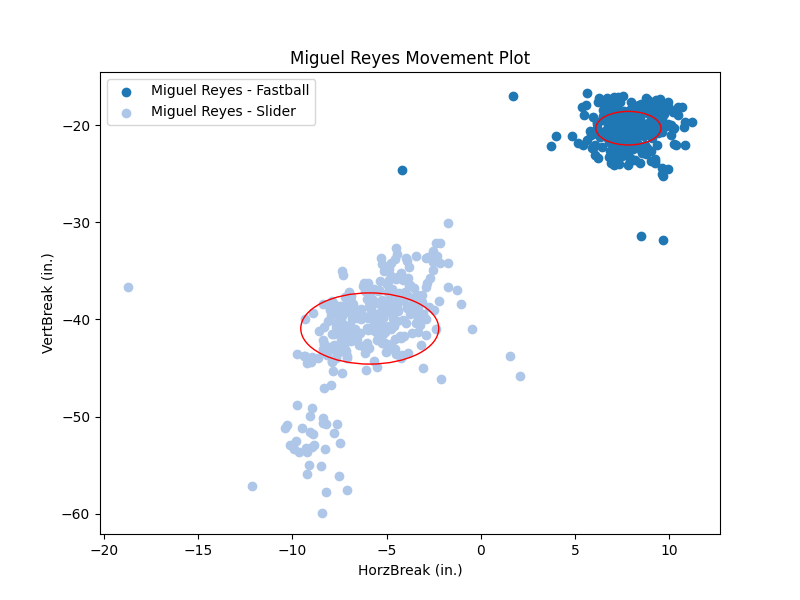 Miguel Reyes Movement Plot
Miguel Reyes - Fastball
Miguel Reyes - Slider
VertBreak (in.)
−20
−30
−40
−50
−60
−20
−15
−10
−5
0
5
10
HorzBreak (in.)